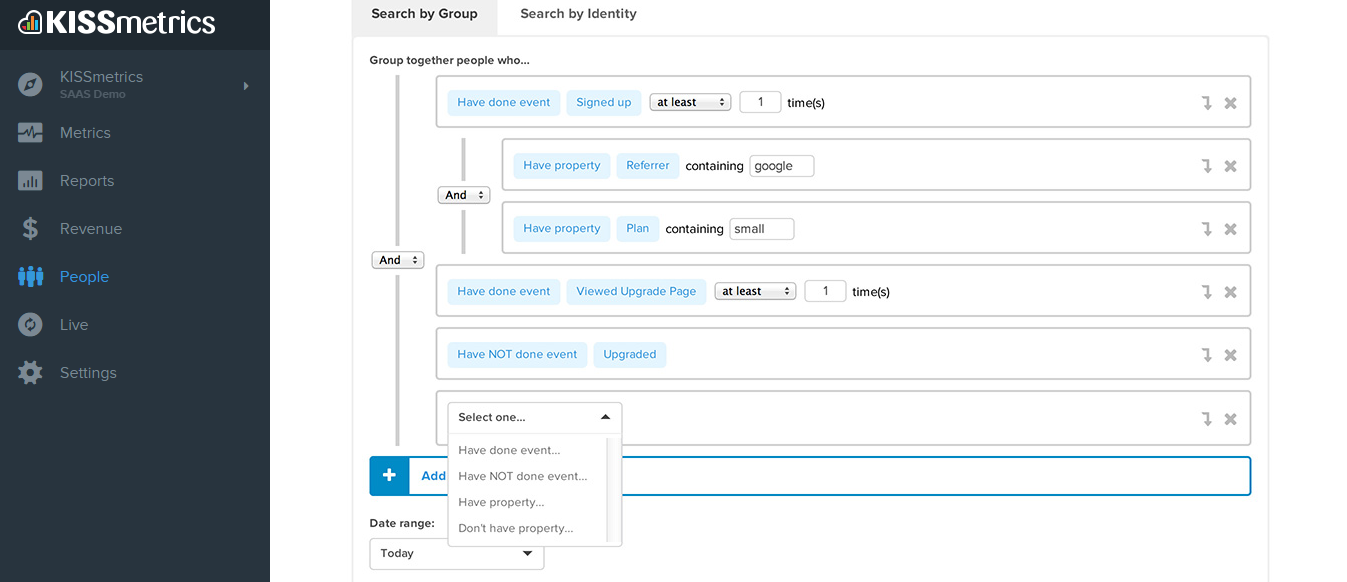 KISSmetrics
KISSmetrics
SAAS Demo
Metrics
Reports
Revenue
People
Live
Settings
Search by Group Search by Identity
Group together people who...
Have done event Signed up at least 1 time(s)
Have property Referrer containing google
And
Have property Plan containing small
And
Have done event Viewed Upgrade Page at least 1 time(s)
Have NOT done event Upgraded
Select one...
Have done event...
Have NOT done event...
Have property...
Don't have property...
+ Add
Date range:
Today